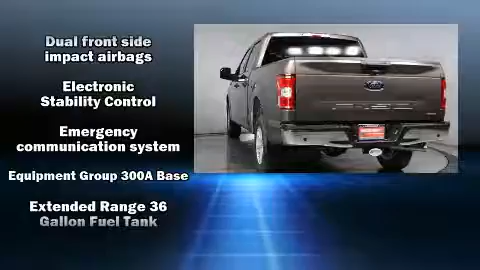 Dual front side
impact airbags
Electronic
Stability Control
Emergency
communication system
Equipment Group 300A Base
Extended Range 36
Gallon Fuel Tank